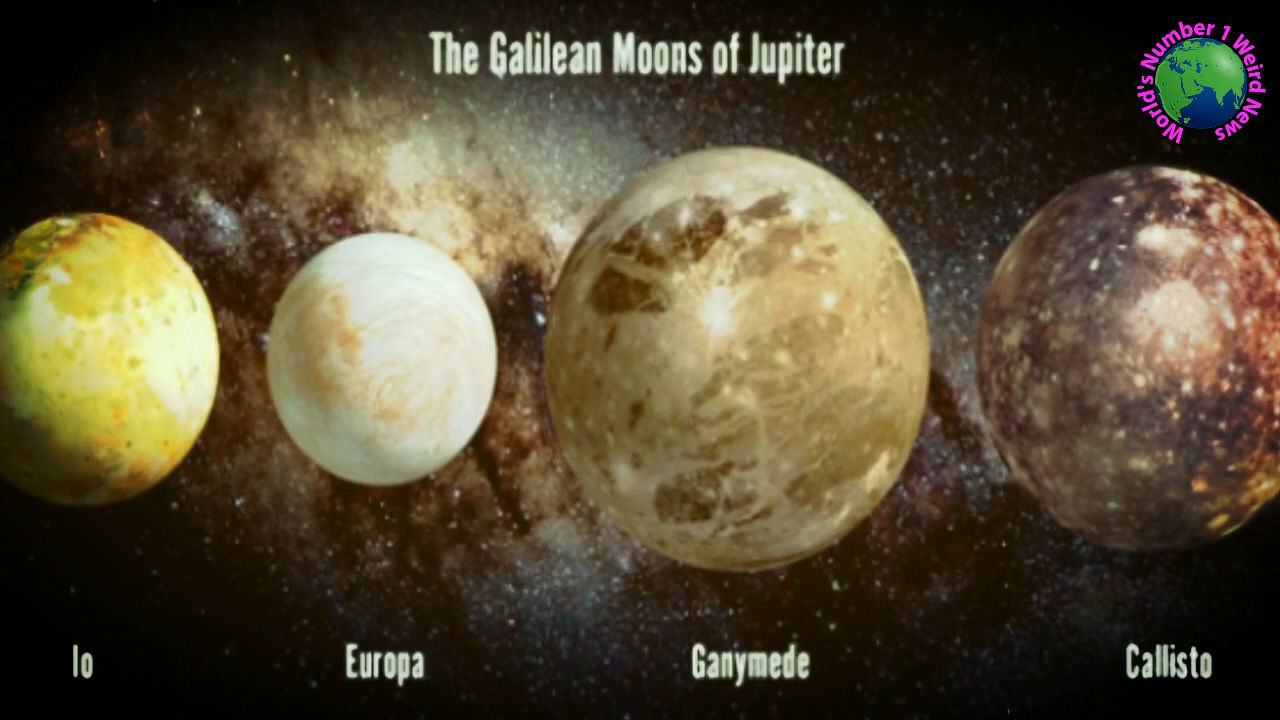 The Galilean Moons of Jupiter
World's Number 1 Weird News
Io
Europa
Ganymede
Callisto